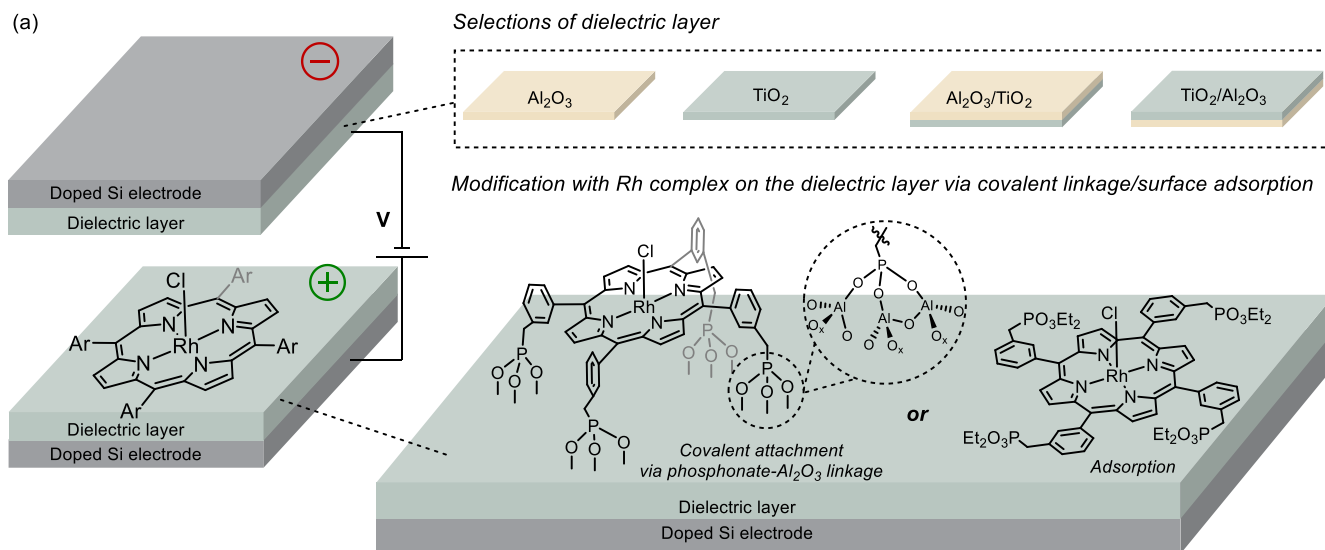 (a)
Selections of dielectric layer
Al2O3
TiO2
Al2O3/TiO2
TiO2/Al2O3
−
Doped Si electrode
Dielectric layer
V
Modification with Rh complex on the dielectric layer via covalent linkage/surface adsorption
+
Cl
Ar
N
N
Rh
N
N
Ar
Ar
Ar
Dielectric layer
Doped Si electrode
Cl
N
N
Rh
N
N
P
O
O
O
P
O
O
O
P
O
O
O
P
O
O
O
P
O
O
O
O
Al
Al
O
Ox
O
Al
O
Ox
O
Ox
O
or
Covalent attachment
via phosphonate-Al2O3 linkage
PO3Et2
Cl
PO3Et2
N
N
Rh
N
N
Et2O3P
Et2O3P
Adsorption
Dielectric layer
Doped Si electrode